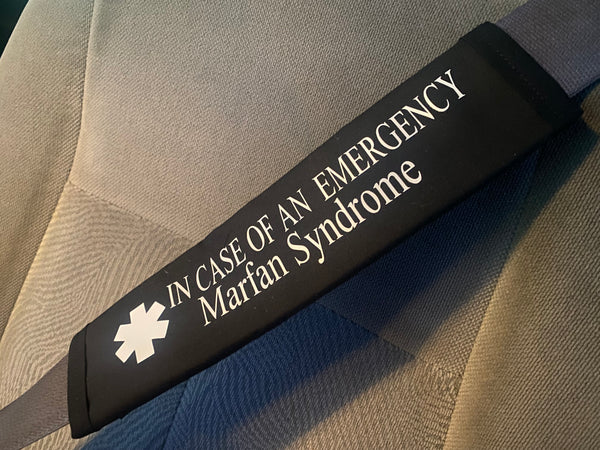 IN CASE OF AN EMERGENCY
Marfan Syndrome